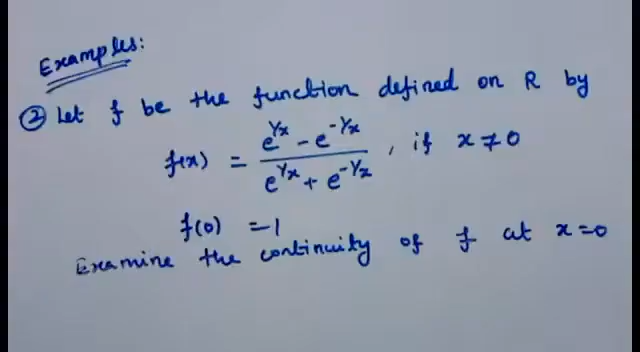 Examples:
② Let f be the function defined on R by
f(x) = (e^{1/x} - e^{-1/x}) / (e^{1/x} + e^{-1/x}), if x ≠ 0
f(0) = 1
Examine the continuity of f at x=0